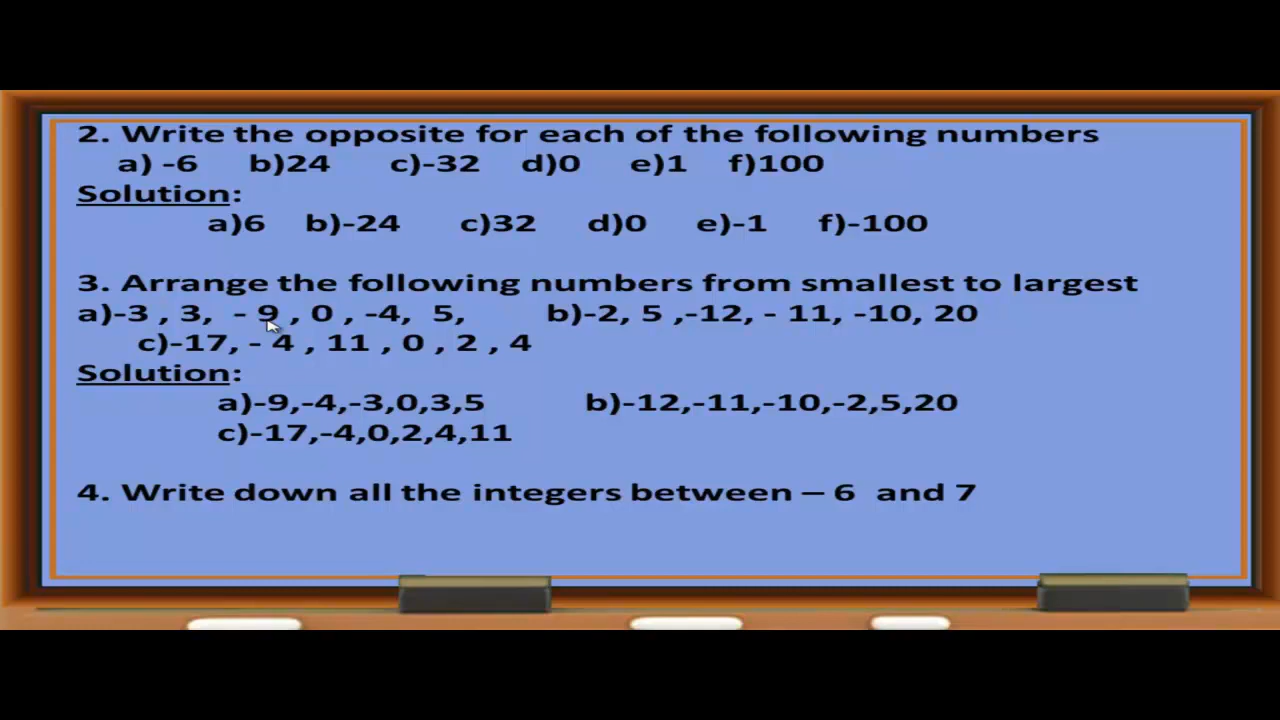 2. Write the opposite for each of the following numbers
a) -6 b)24 c)-32 d)0 e)1 f)100
Solution:
a)6 b)-24 c)32 d)0 e)-1 f)-100
3. Arrange the following numbers from smallest to largest
a)-3 , 3, - 9 , 0 , -4, 5, b)-2, 5 ,-12, - 11, -10, 20
c)-17, - 4 , 11 , 0 , 2 , 4
Solution:
a)-9,-4,-3,0,3,5 b)-12,-11,-10,-2,5,20
c)-17,-4,0,2,4,11
4. Write down all the integers between – 6 and 7